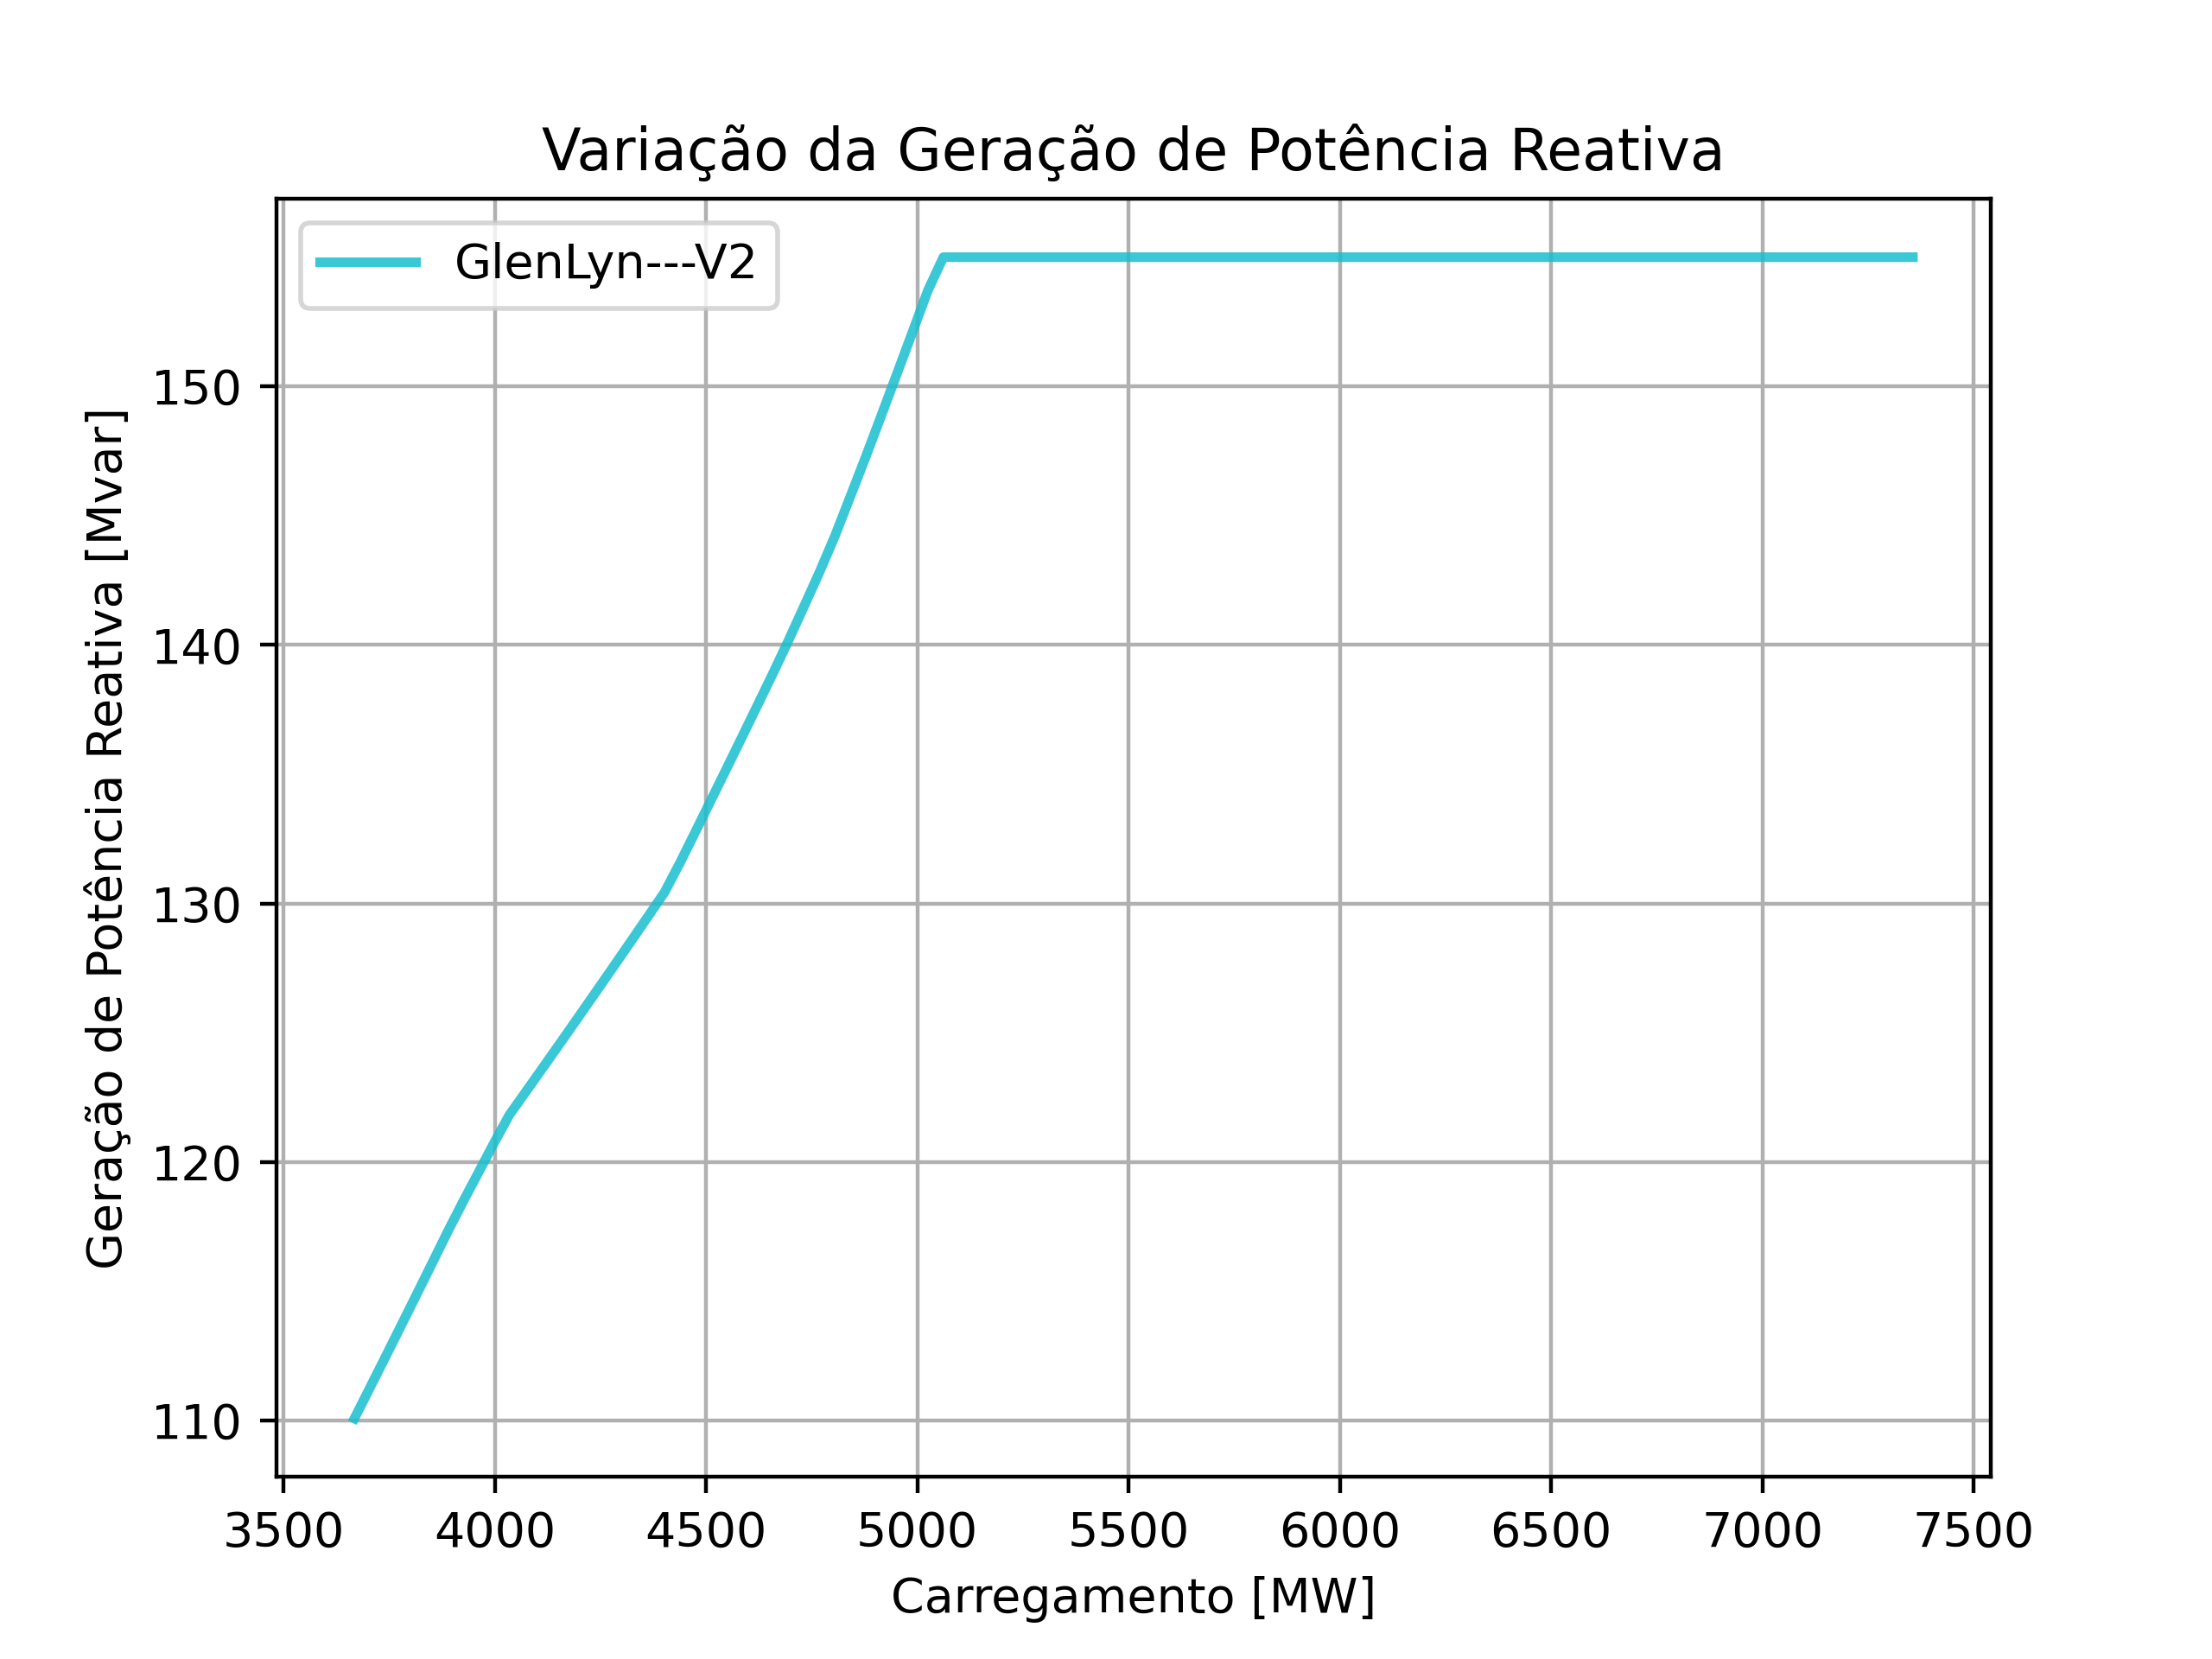 Variação da Geração de Potência Reativa
GlenLyn---V2
Geração de Potência Reativa [Mvar]
150
140
130
120
110
3500 4000 4500 5000 5500 6000 6500 7000 7500
Carregamento [MW]